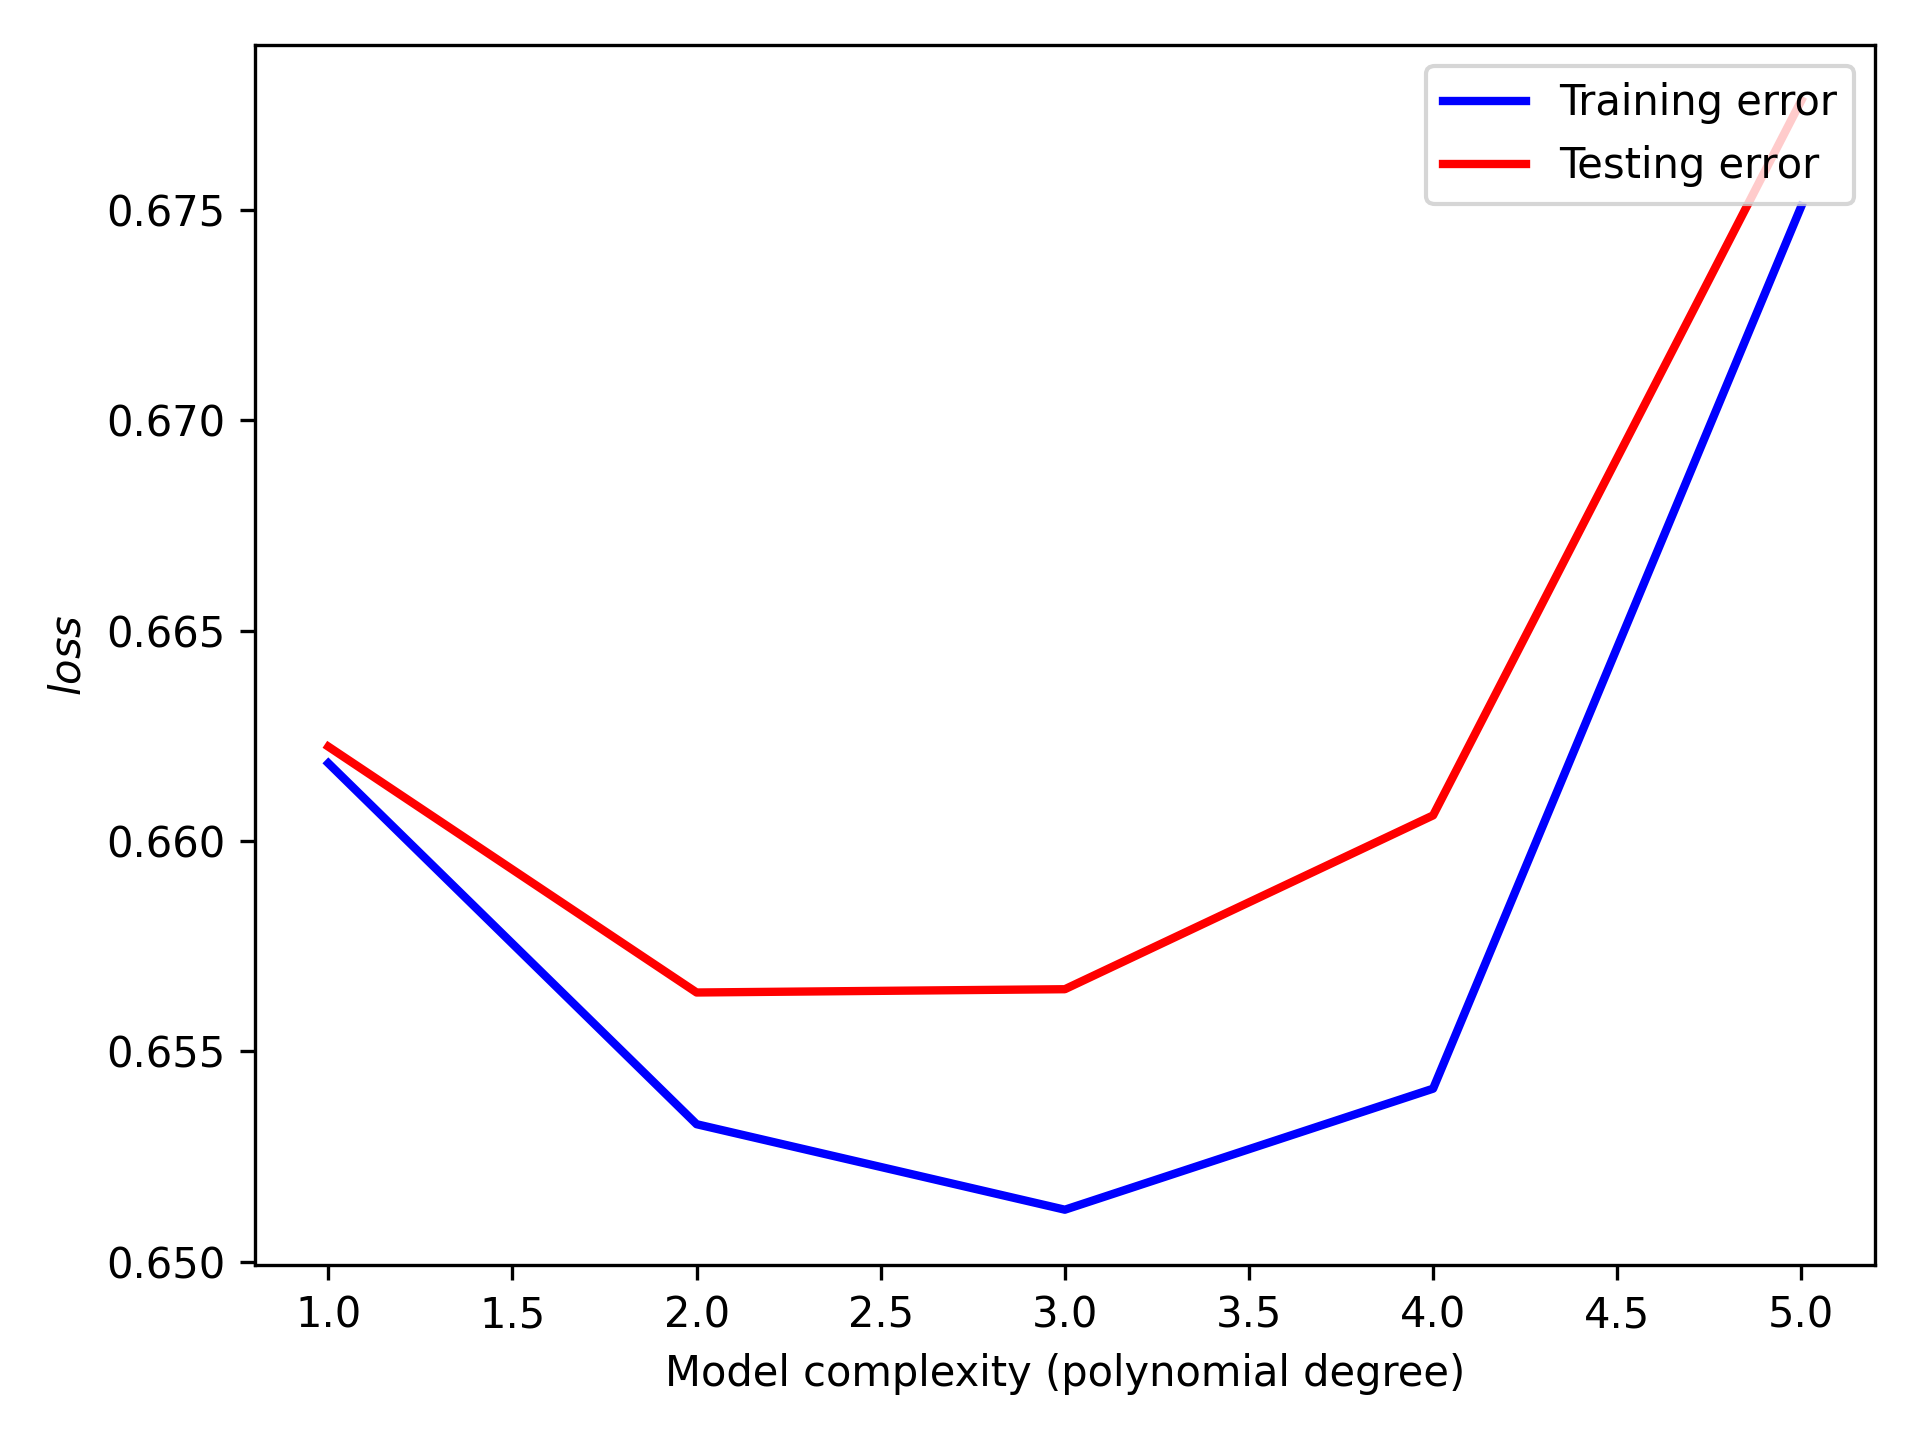 Training error
Testing error
0.675
0.670
0.665
0.660
0.655
0.650
loss
1.0 1.5 2.0 2.5 3.0 3.5 4.0 4.5 5.0
Model complexity (polynomial degree)